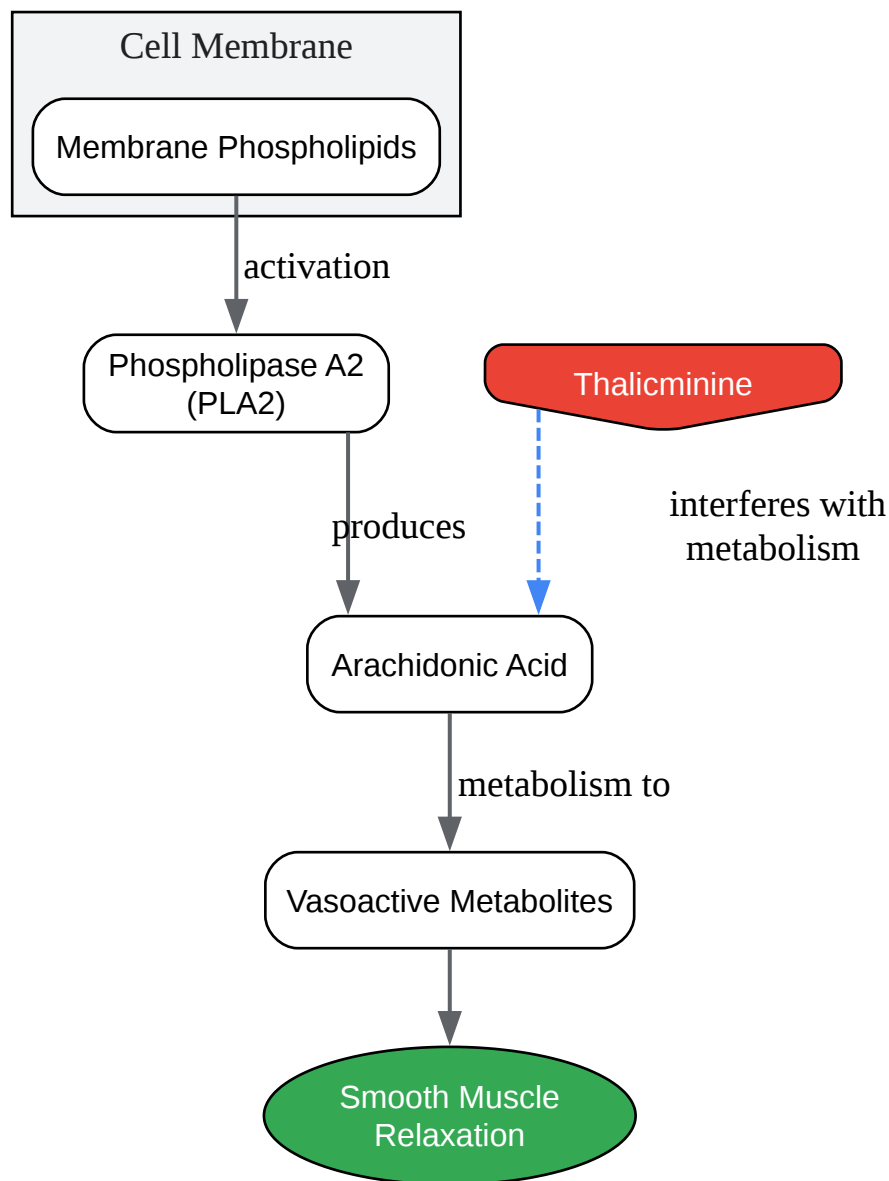 Cell Membrane
Membrane Phospholipids
activation
Phospholipase A2
(PLA2)
Thalicminine
produces
interferes with
metabolism
Arachidonic Acid
metabolism to
Vasoactive Metabolites
Smooth Muscle
Relaxation